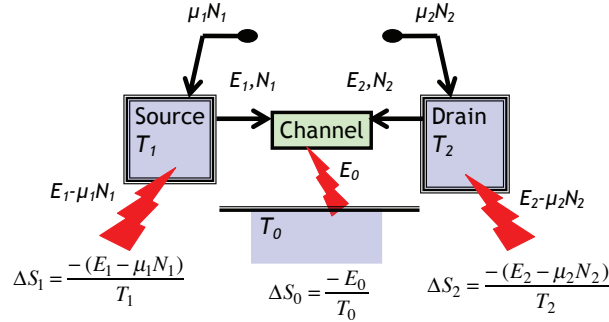 μ₁N₁ μ₂N₂
E₁,N₁ E₂,N₂
Source Channel Drain
T₁ T₂
E₀
E₁-μ₁N₁ E₂-μ₂N₂
T₀
ΔS₁ = -(E₁ - μ₁N₁) / T₁ ΔS₀ = -E₀ / T₀ ΔS₂ = -(E₂ - μ₂N₂) / T₂